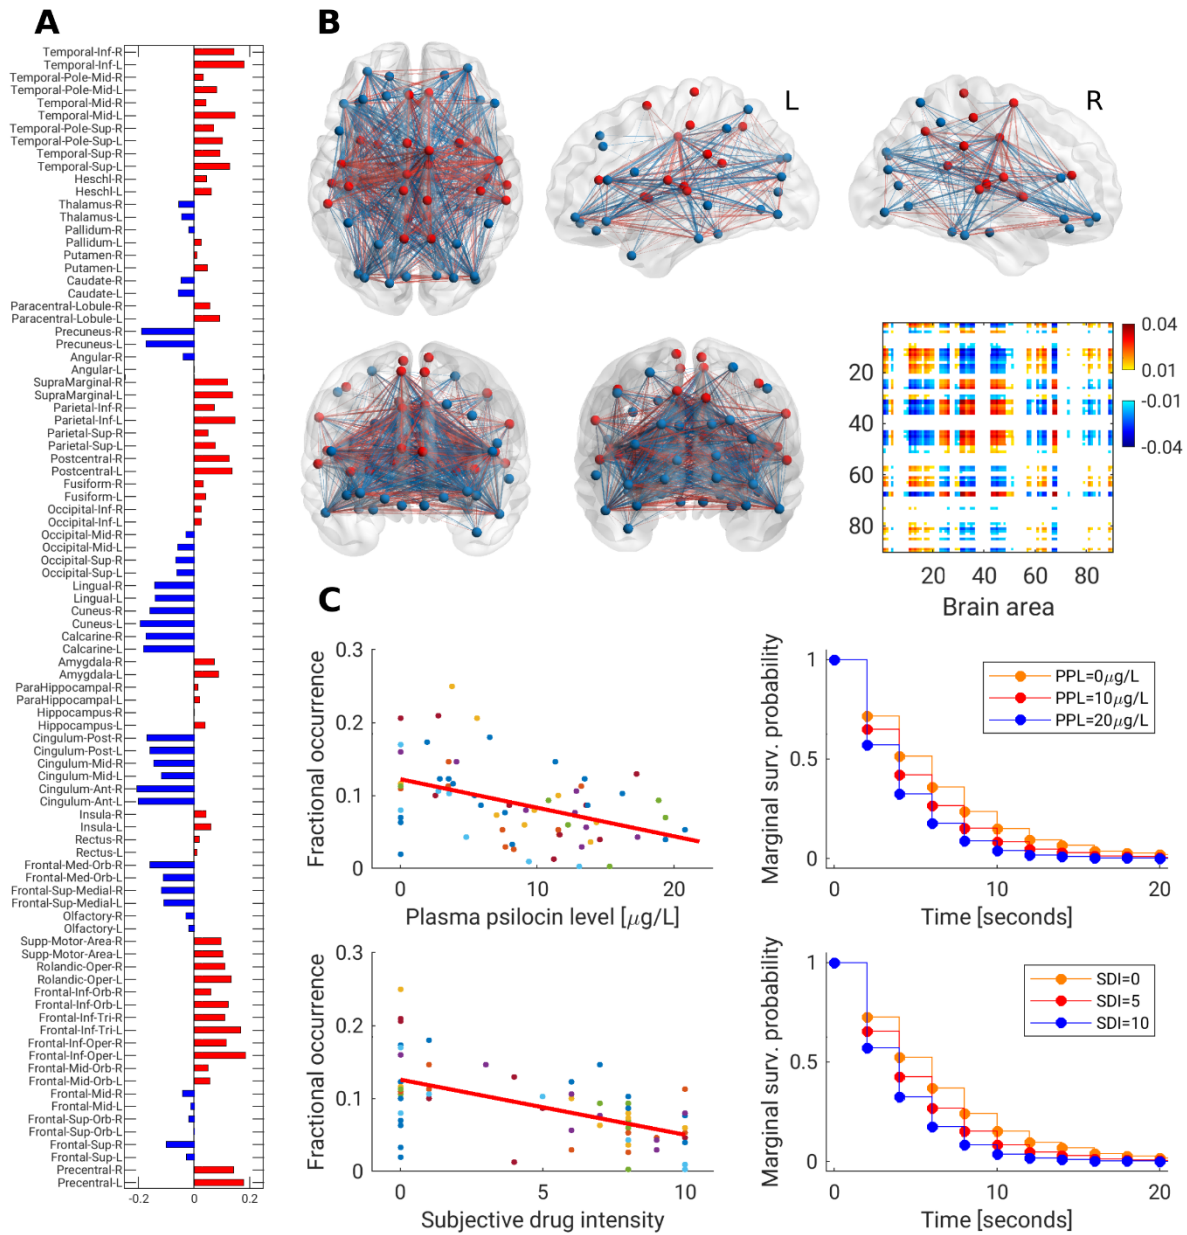 A
Temporal-Inf-R
Temporal-Inf-L
Temporal-Pole-Mid-R
Temporal-Pole-Mid-L
Temporal-Mid-R
Temporal-Mid-L
Temporal-Pole-Sup-R
Temporal-Pole-Sup-L
Temporal-Sup-R
Temporal-Sup-L
Heschl-R
Heschl-L
Thalamus-R
Thalamus-L
Pallidum-R
Pallidum-L
Putamen-R
Putamen-L
Caudate-R
Caudate-L
Paracentral-Lobule-R
Paracentral-Lobule-L
Precuneus-R
Precuneus-L
Angular-R
Angular-L
SupraMarginal-R
SupraMarginal-L
Parietal-Inf-R
Parietal-Inf-L
Parietal-Sup-R
Parietal-Sup-L
Postcentral-R
Postcentral-L
Fusiform-R
Fusiform-L
Occipital-Inf-R
Occipital-Inf-L
Occipital-Mid-R
Occipital-Mid-L
Occipital-Sup-R
Occipital-Sup-L
Lingual-R
Lingual-L
Cuneus-R
Cuneus-L
Calcarine-R
Calcarine-L
Amygdala-R
Amygdala-L
ParaHippocampal-R
ParaHippocampal-L
Hippocampus-R
Hippocampus-L
Cingulum-Post-R
Cingulum-Post-L
Cingulum-Mid-R
Cingulum-Mid-L
Cingulum-Ant-R
Cingulum-Ant-L
Insula-R
Insula-L
Rectus-R
Rectus-L
Frontal-Med-Orb-R
Frontal-Med-Orb-L
Frontal-Sup-Medial-R
Frontal-Sup-Medial-L
Olfactory-R
Olfactory-L
Supp-Motor-Area-R
Supp-Motor-Area-L
Rolandic-Oper-R
Rolandic-Oper-L
Frontal-Inf-Orb-R
Frontal-Inf-Orb-L
Frontal-Inf-Tri-R
Frontal-Inf-Tri-L
Frontal-Inf-Oper-R
Frontal-Inf-Oper-L
Frontal-Mid-Orb-R
Frontal-Mid-Orb-L
Frontal-Mid-R
Frontal-Mid-L
Frontal-Sup-Orb-R
Frontal-Sup-Orb-L
Frontal-Sup-R
Frontal-Sup-L
Precentral-R
Precentral-L
-0.2 0 0.2
B
L
R
20
40
60
80
20 40 60 80
Brain area
0.04
0.01
-0.01
-0.04
C
Fractional occurrence
0.3
0.2
0.1
0
0 10 20
Plasma psilocin level [μg/L]
Marginal surv. probability
1
0.5
0
0 10 20
Time [seconds]
PPL=0μg/L
PPL=10μg/L
PPL=20μg/L
Fractional occurrence
0.3
0.2
0.1
0
0 5 10
Subjective drug intensity
Marginal surv. probability
1
0.5
0
0 10 20
Time [seconds]
SDI=0
SDI=5
SDI=10